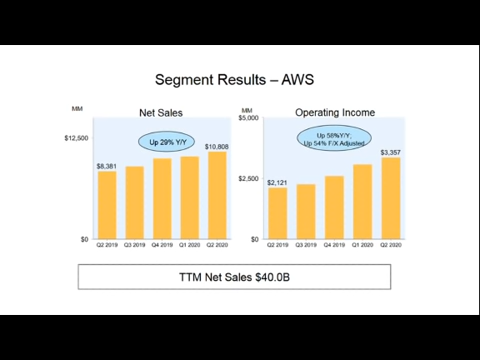 Segment Results – AWS
MM
Net Sales
$12,500
Up 29% Y/Y
$10,808
$8,381
$0
Q2 2019 Q3 2019 Q4 2019 Q1 2020 Q2 2020
MM
Operating Income
$5,000
Up 58%Y/Y,
Up 54% F/X Adjusted
$3,357
$2,500
$2,121
$0
Q2 2019 Q3 2019 Q4 2019 Q1 2020 Q2 2020
TTM Net Sales $40.0B